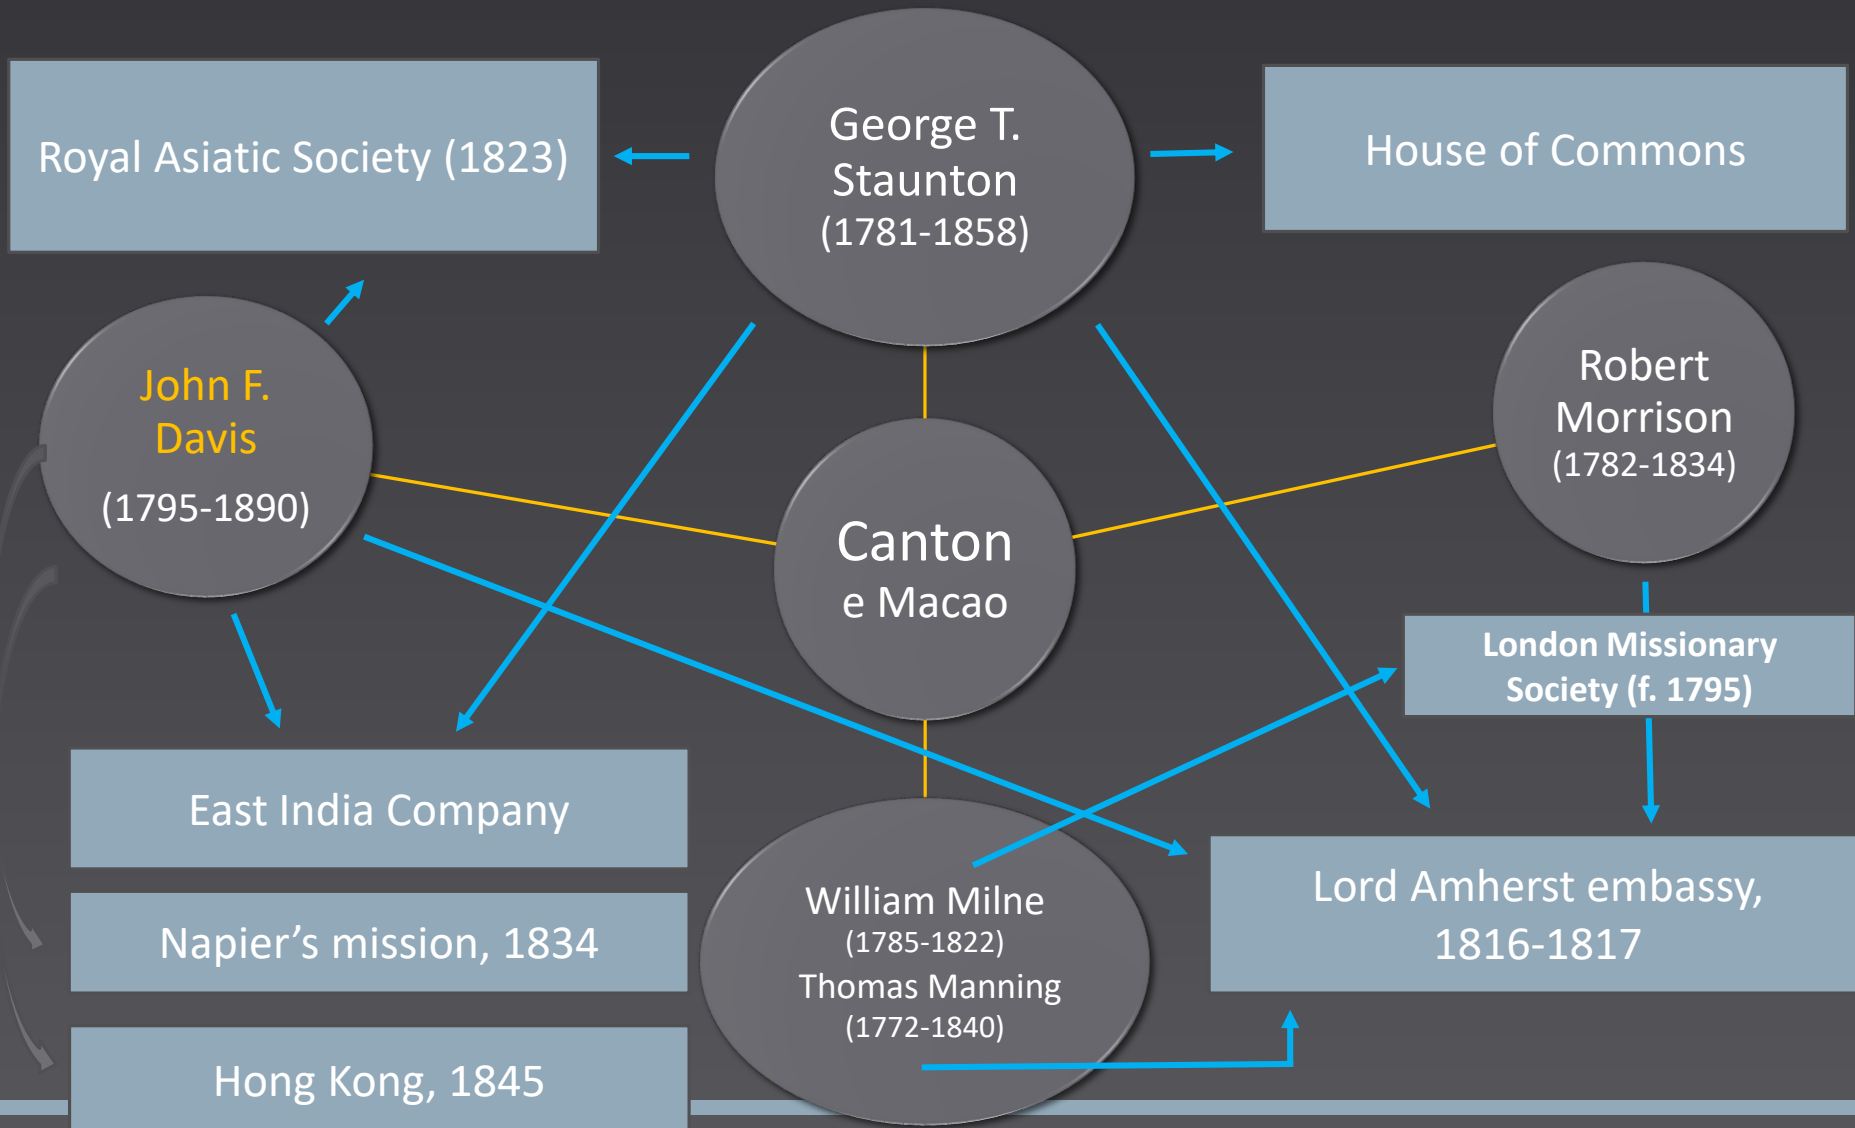 George T.
Staunton
(1781-1858)
Royal Asiatic Society (1823)
House of Commons
John F.
Davis
(1795-1890)
Robert
Morrison
(1782-1834)
Canton
e Macao
London Missionary
Society (f. 1795)
East India Company
Napier’s mission, 1834
Hong Kong, 1845
William Milne
(1785-1822)
Thomas Manning
(1772-1840)
Lord Amherst embassy,
1816-1817